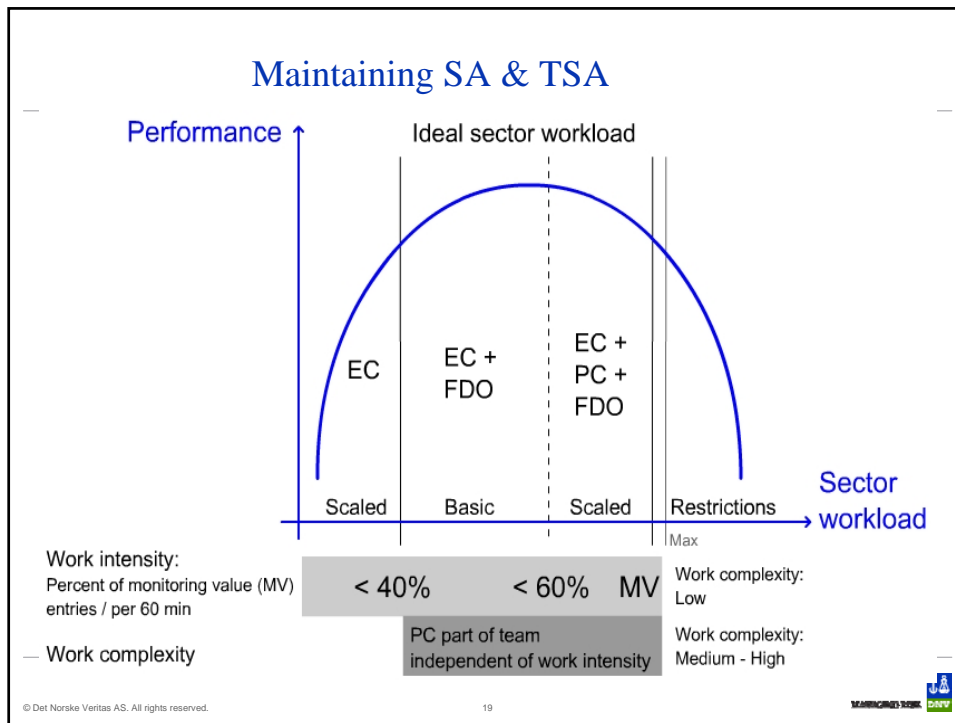 Maintaining SA & TSA
Performance
Ideal sector workload
EC
EC +
FDO
EC +
PC +
FDO
Scaled
Basic
Scaled
Restrictions
Sector
workload
Max
Work intensity:
Percent of monitoring value (MV)
entries / per 60 min
< 40%
< 60%
MV
Work complexity:
Low
Work complexity
PC part of team
independent of work intensity
Work complexity:
Medium - High
© Det Norske Veritas AS. All rights reserved.
19
MANAGING RISK
DNV